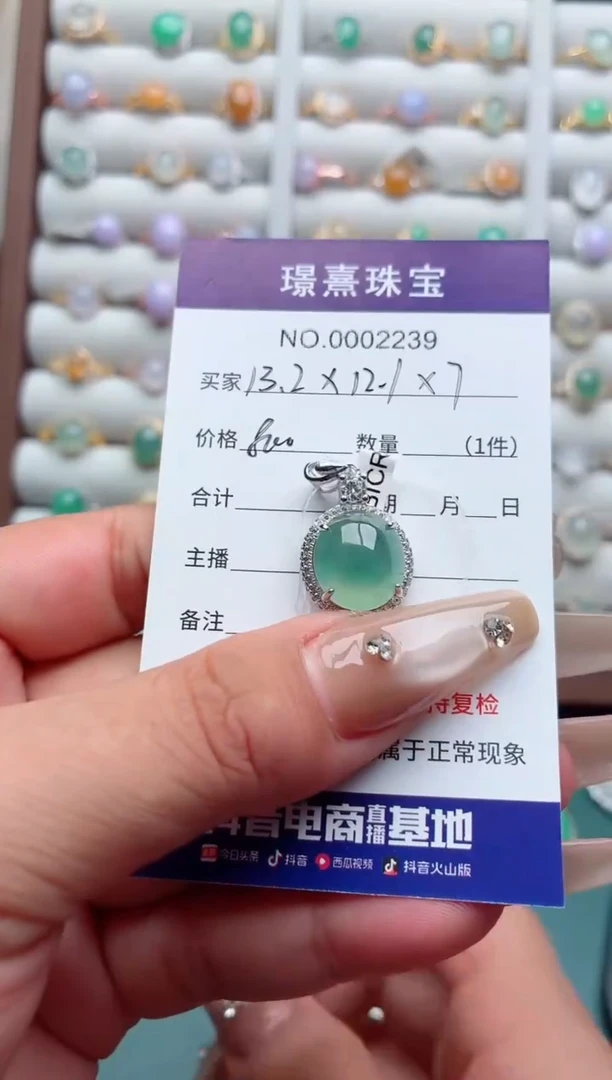 璟熹珠宝
NO.0002239
买家 13.2 × 12.1 × 7
价格 数量 (1件)
合计 期 月 日
主播
备注
持复检
属于正常现象
抖音电商直播基地
今日头条 抖音 西瓜视频 抖音火山版